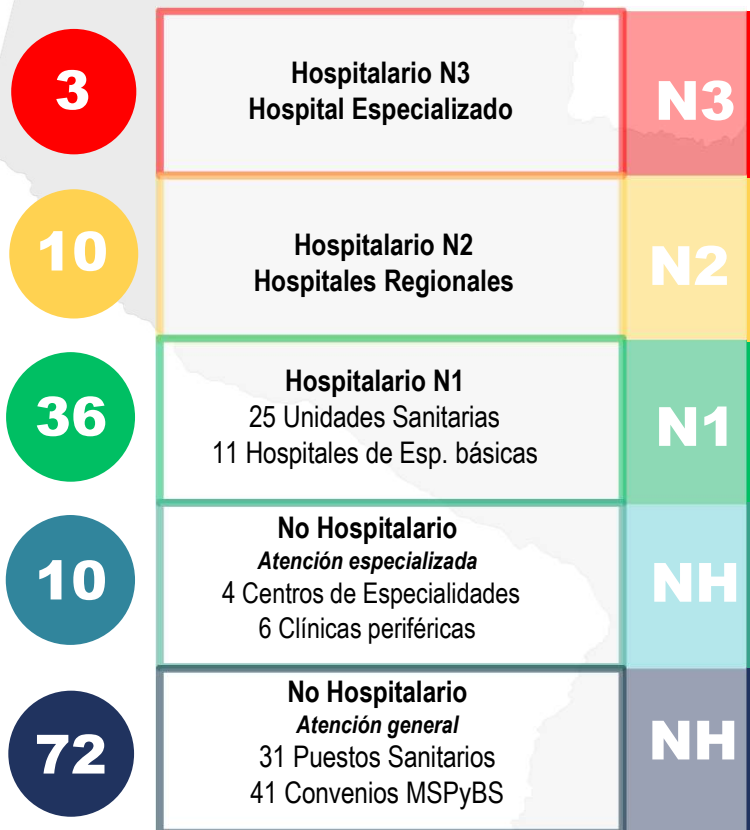 3
Hospitalario N3
Hospital Especializado
N3
10
Hospitalario N2
Hospitales Regionales
N2
36
Hospitalario N1
25 Unidades Sanitarias
11 Hospitales de Esp. básicas
N1
10
No Hospitalario
Atención especializada
4 Centros de Especialidades
6 Clínicas periféricas
NH
72
No Hospitalario
Atención general
31 Puestos Sanitarios
41 Convenios MSPyBS
NH